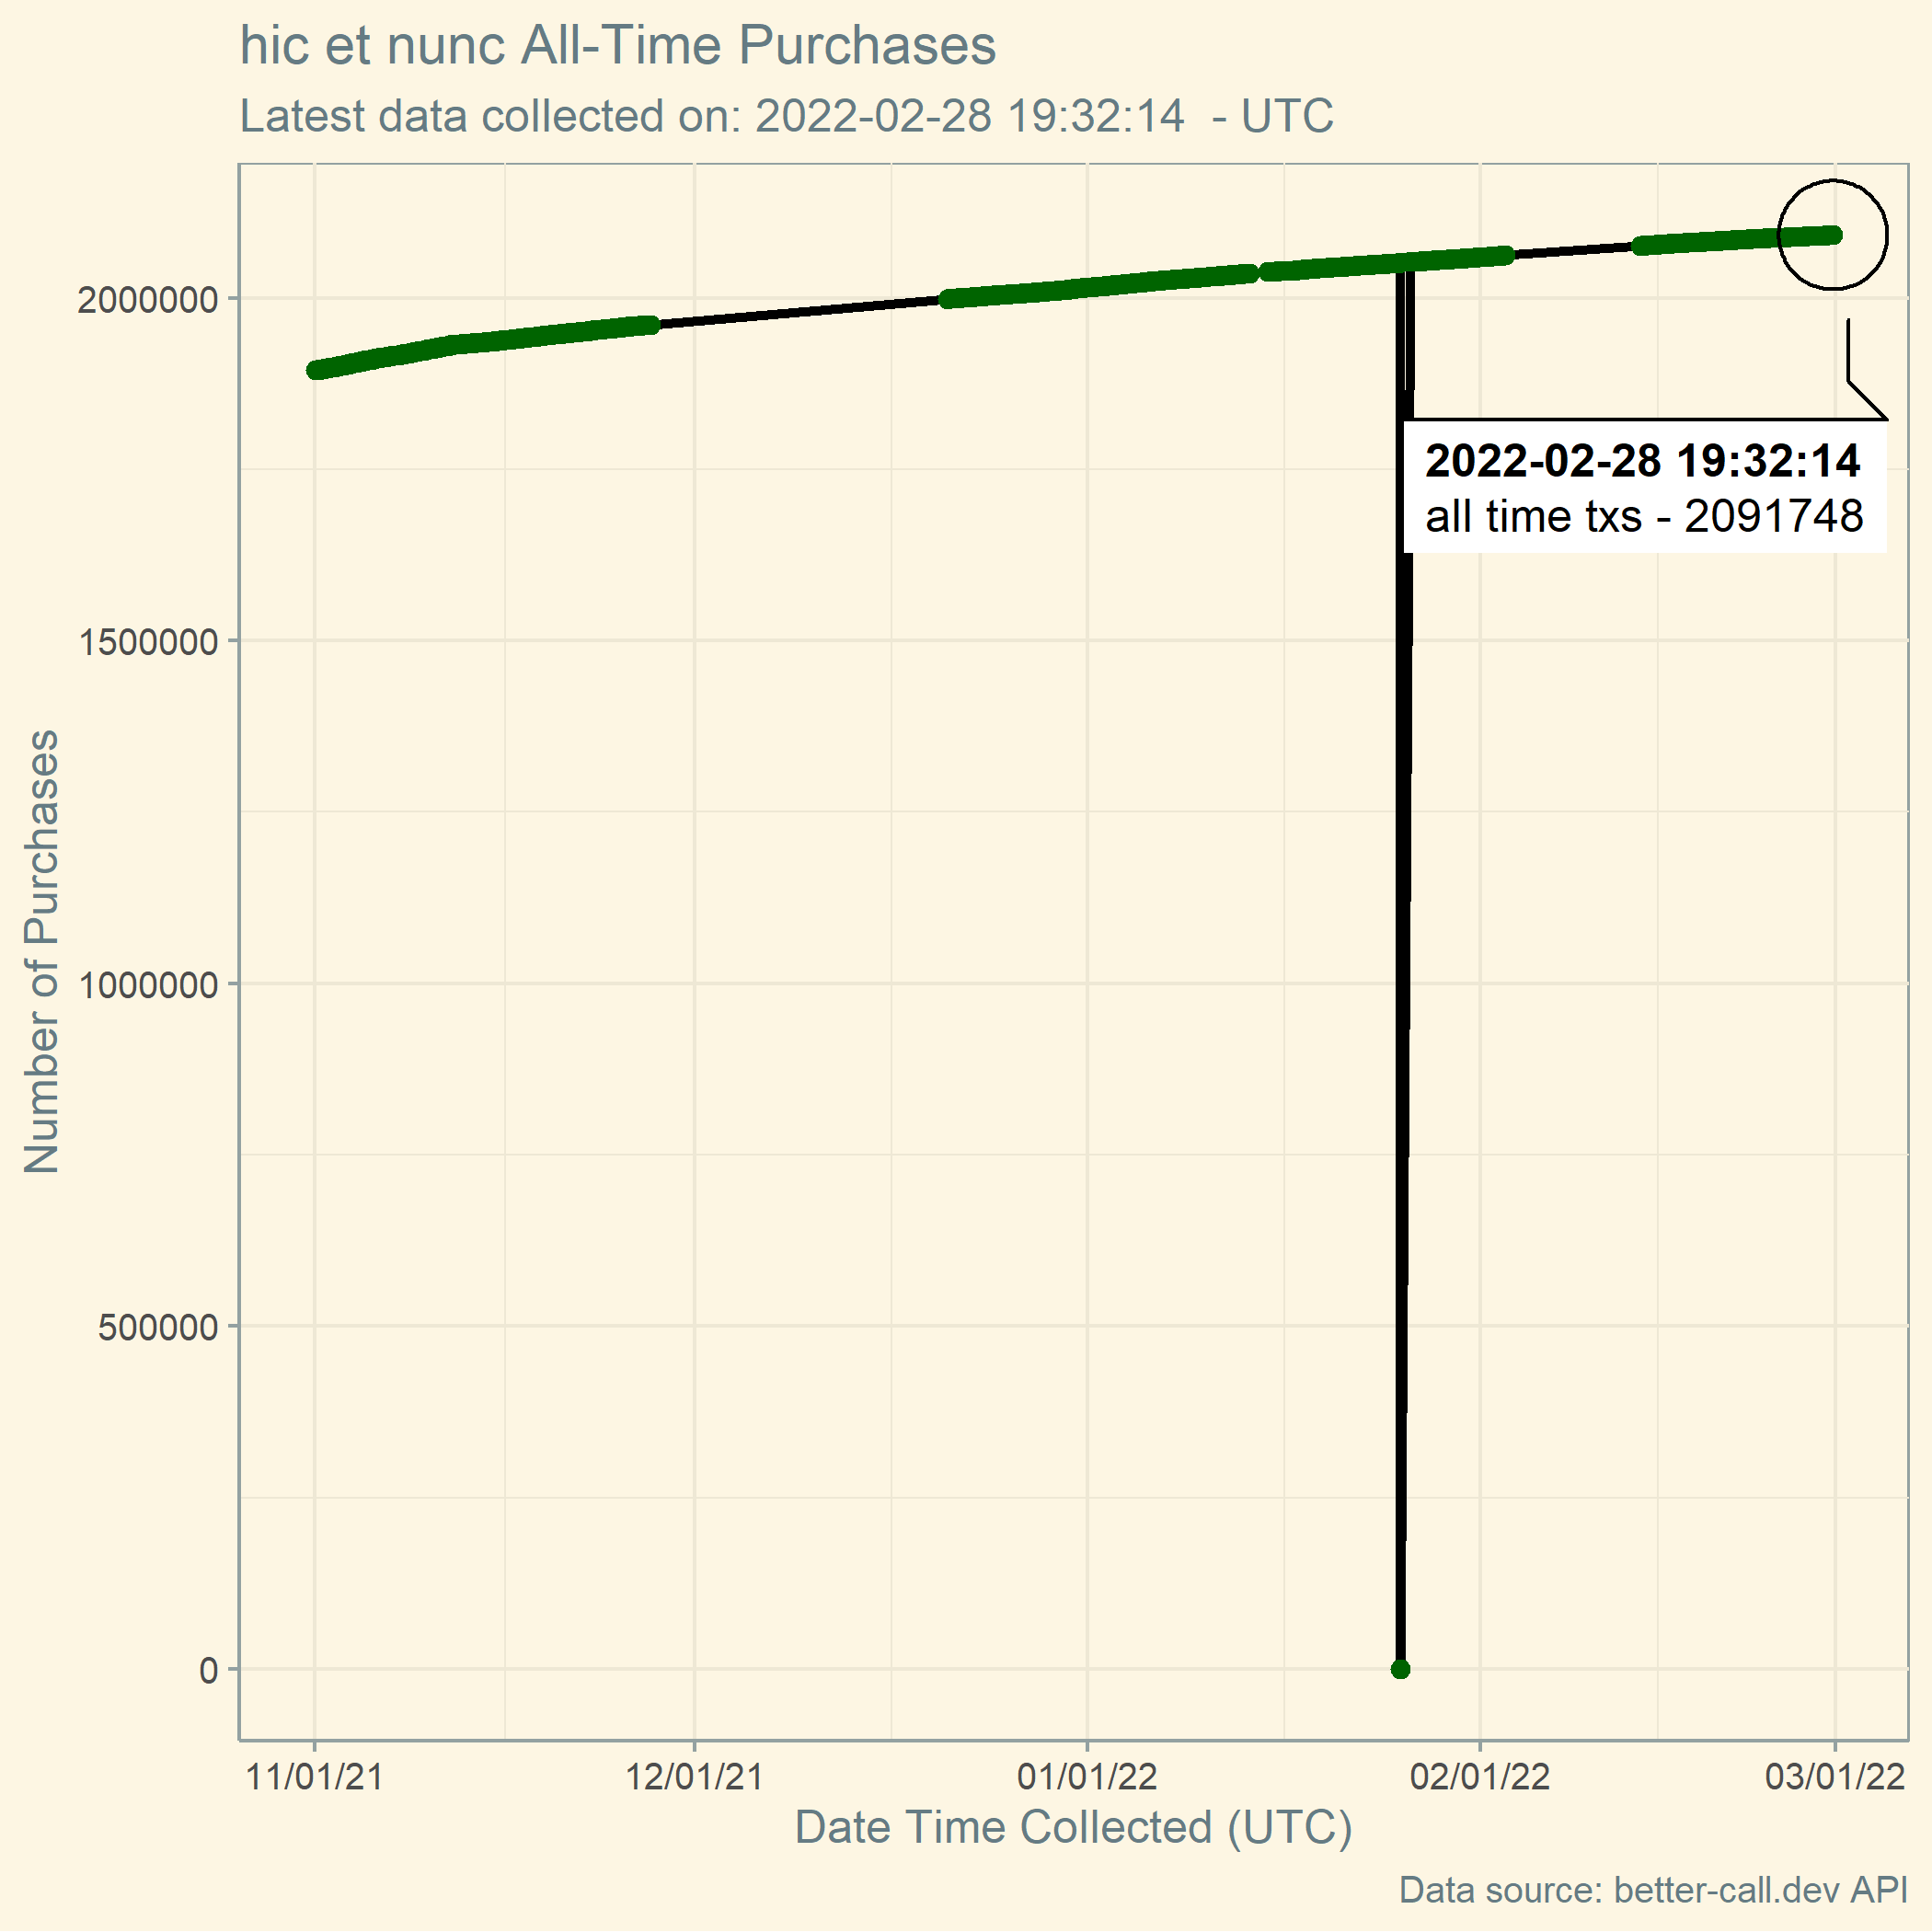 hic et nunc All-Time Purchases
Latest data collected on: 2022-02-28 19:32:14  - UTC
Number of Purchases
2000000
1500000
1000000
500000
0
2022-02-28 19:32:14
all time txs - 2091748
11/01/21 12/01/21 01/01/22 02/01/22 03/01/22
Date Time Collected (UTC)
Data source: better-call.dev API